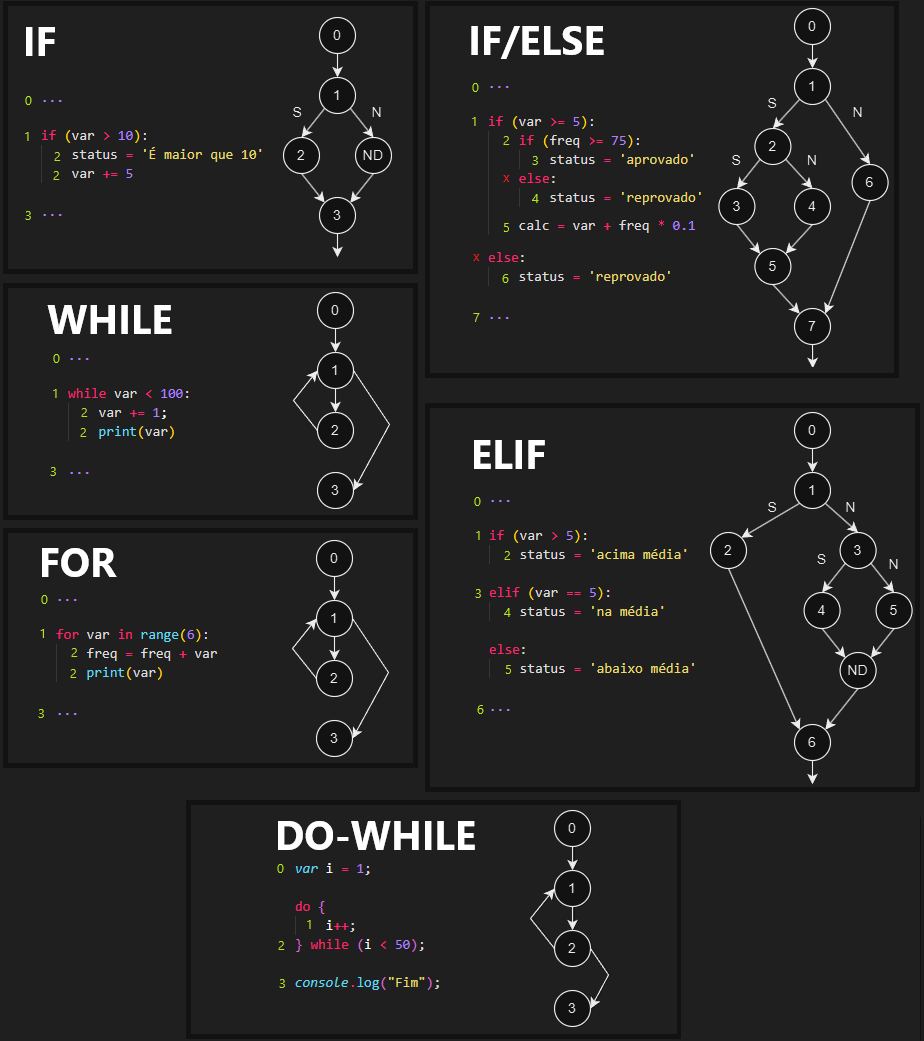 IF
0 ...
1 if (var > 10):
2 status = 'É maior que 10'
2 var += 5
3 ...
0
1
S N
2 ND
3
IF/ELSE
0 ...
1 if (var >= 5):
2 if (freq >= 75):
3 status = 'aprovado'
x else:
4 status = 'reprovado'
5 calc = var + freq * 0.1
x else:
6 status = 'reprovado'
7 ...
0
1
S N
2
S N 6
3 4
5
7
WHILE
0 ...
1 while var < 100:
2 var += 1;
2 print(var)
3 ...
0
1
2
3
FOR
0 ...
1 for var in range(6):
2 freq = freq + var
2 print(var)
3 ...
0
1
2
3
ELIF
0 ...
1 if (var > 5):
2 status = 'acima média'
3 elif (var == 5):
4 status = 'na média'
else:
5 status = 'abaixo média'
6 ...
0
1
S N
2 3
S N
4 5
ND
6
DO-WHILE
0 var i = 1;
do {
1 i++;
2 } while (i < 50);
3 console.log("Fim");
0
1
2
3